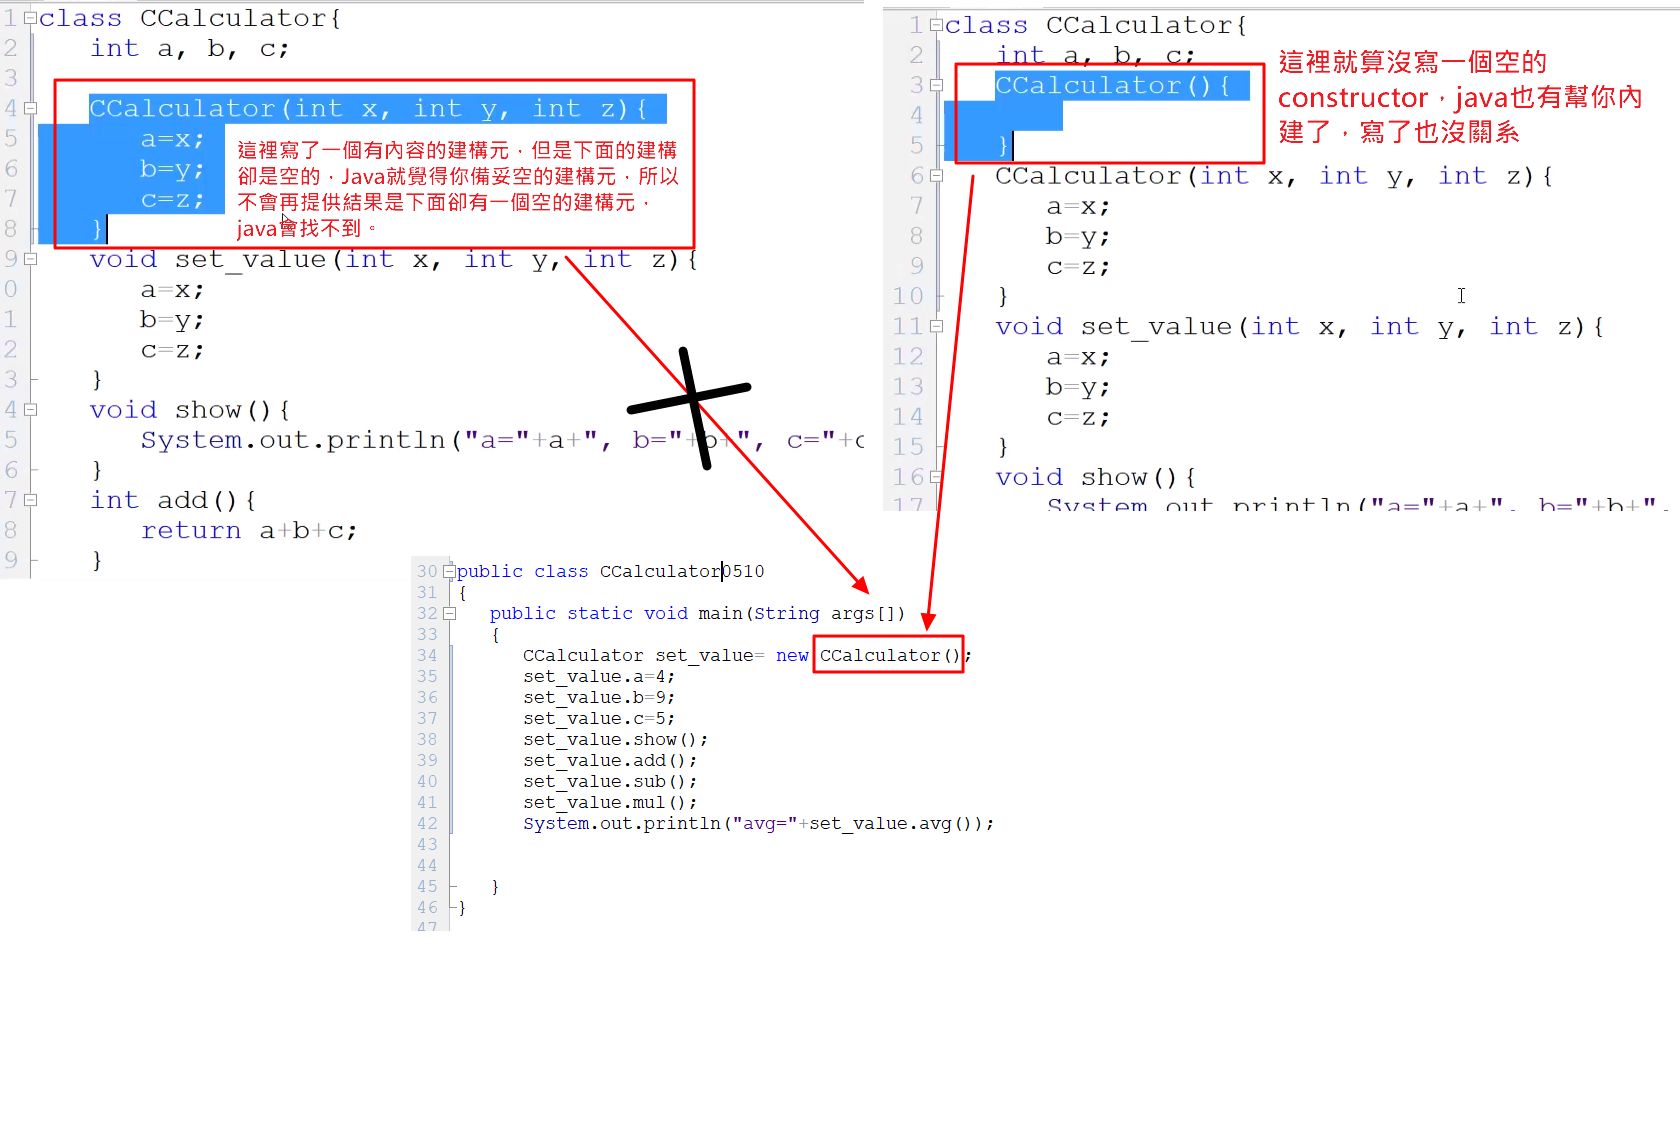 1 class CCalculator{
2 int a, b, c;
3
4 CCalculator(int x, int y, int z){
5 a=x;
6 b=y;
7 c=z;
8 }
這裡寫了一個有內容的建構元，但是下面的建構
卻是空的，Java就覺得你備妥空的建構元，所以
不會再提供結果是下面卻有一個空的建構元，
java會找不到。
9 void set_value(int x, int y, int z){
0 a=x;
1 b=y;
2 c=z;
3 }
4 void show(){
5 System.out.println("a="+a+", b="+b+", c="+c
6 }
7 int add(){
8 return a+b+c;
9 }
1 class CCalculator{
2 int a, b, c;
3 CCalculator(){
4
5 }
這裡就算沒寫一個空的
constructor，java也有幫你內
建了，寫了也沒關系
6 CCalculator(int x, int y, int z){
7 a=x;
8 b=y;
9 c=z;
10 }
11 void set_value(int x, int y, int z){
12 a=x;
13 b=y;
14 c=z;
15 }
16 void show(){
17 System.out.println("a="+a+", b="+b+",
30 public class CCalculator0510
31 {
32 public static void main(String args[])
33 {
34 CCalculator set_value= new CCalculator();
35 set_value.a=4;
36 set_value.b=9;
37 set_value.c=5;
38 set_value.show();
39 set_value.add();
40 set_value.sub();
41 set_value.mul();
42 System.out.println("avg="+set_value.avg());
43
44
45 }
46 }
47